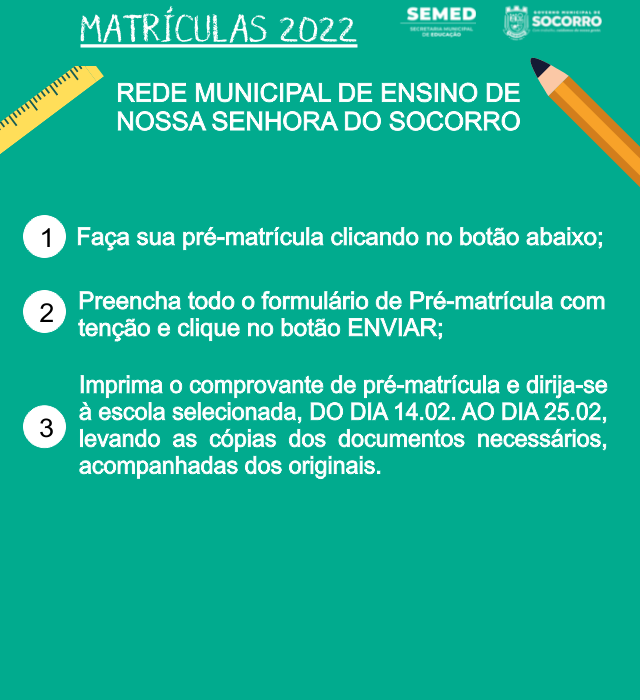 MATRÍCULAS 2022
SEMED
SECRETARIA MUNICIPAL
DE EDUCAÇÃO
GOVERNO MUNICIPAL DE
SOCORRO
REDE MUNICIPAL DE ENSINO DE
NOSSA SENHORA DO SOCORRO
1 Faça sua pré-matrícula clicando no botão abaixo;
2 Preencha todo o formulário de Pré-matrícula com
tenção e clique no botão ENVIAR;
3 Imprima o comprovante de pré-matrícula e dirija-se
à escola selecionada, DO DIA 14.02. AO DIA 25.02,
levando as cópias dos documentos necessários,
acompanhadas dos originais.